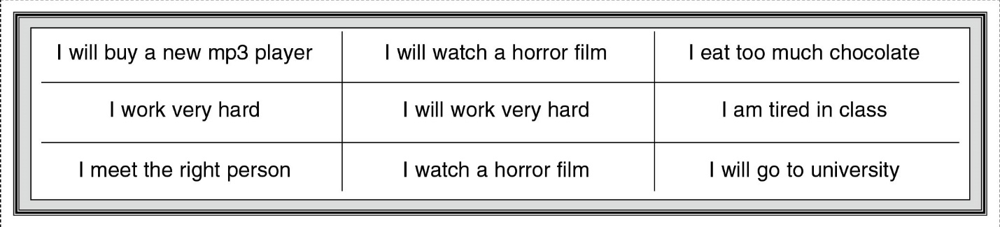 I will buy a new mp3 player
I will watch a horror film
I eat too much chocolate
I work very hard
I will work very hard
I am tired in class
I meet the right person
I watch a horror film
I will go to university